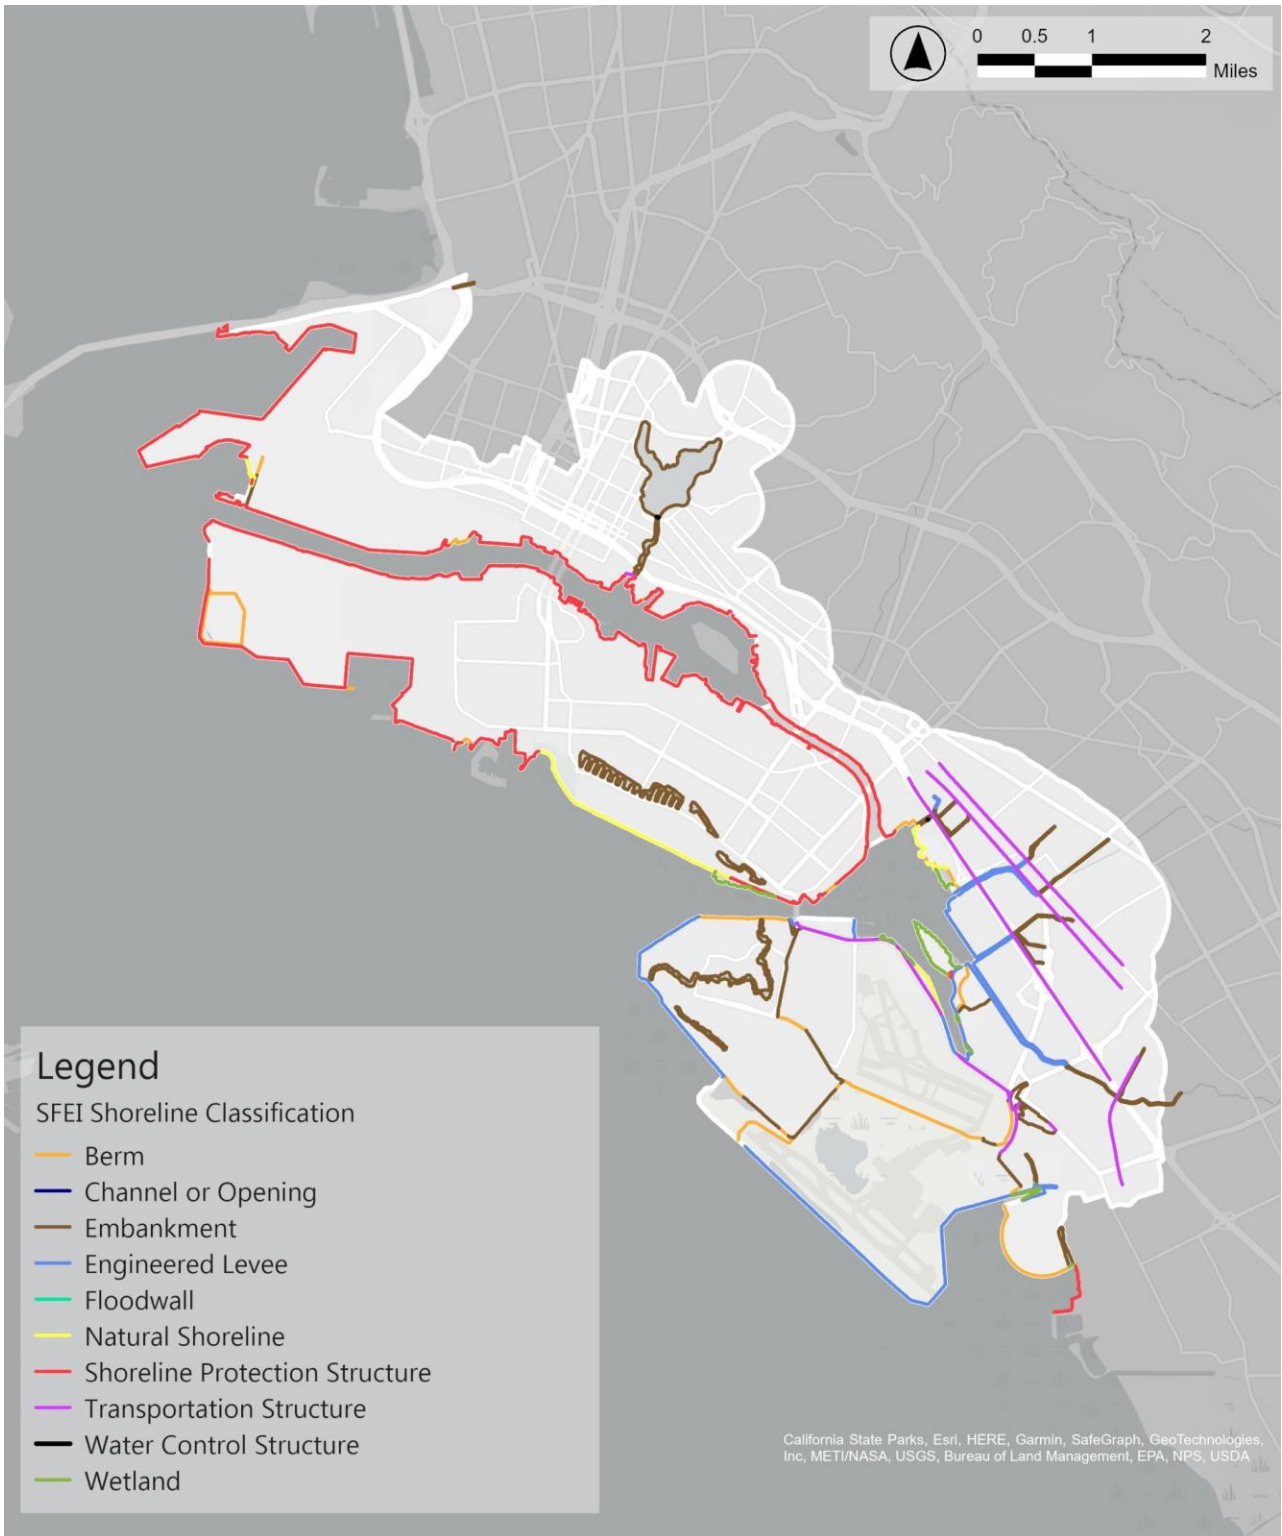 0 0.5 1 2
Miles
Legend
SFEI Shoreline Classification
Berm
Channel or Opening
Embankment
Engineered Levee
Floodwall
Natural Shoreline
Shoreline Protection Structure
Transportation Structure
Water Control Structure
Wetland
California State Parks, Esri, HERE, Garmin, SafeGraph, GeoTechnologies,
Inc, METI/NASA, USGS, Bureau of Land Management, EPA, NPS, USDA